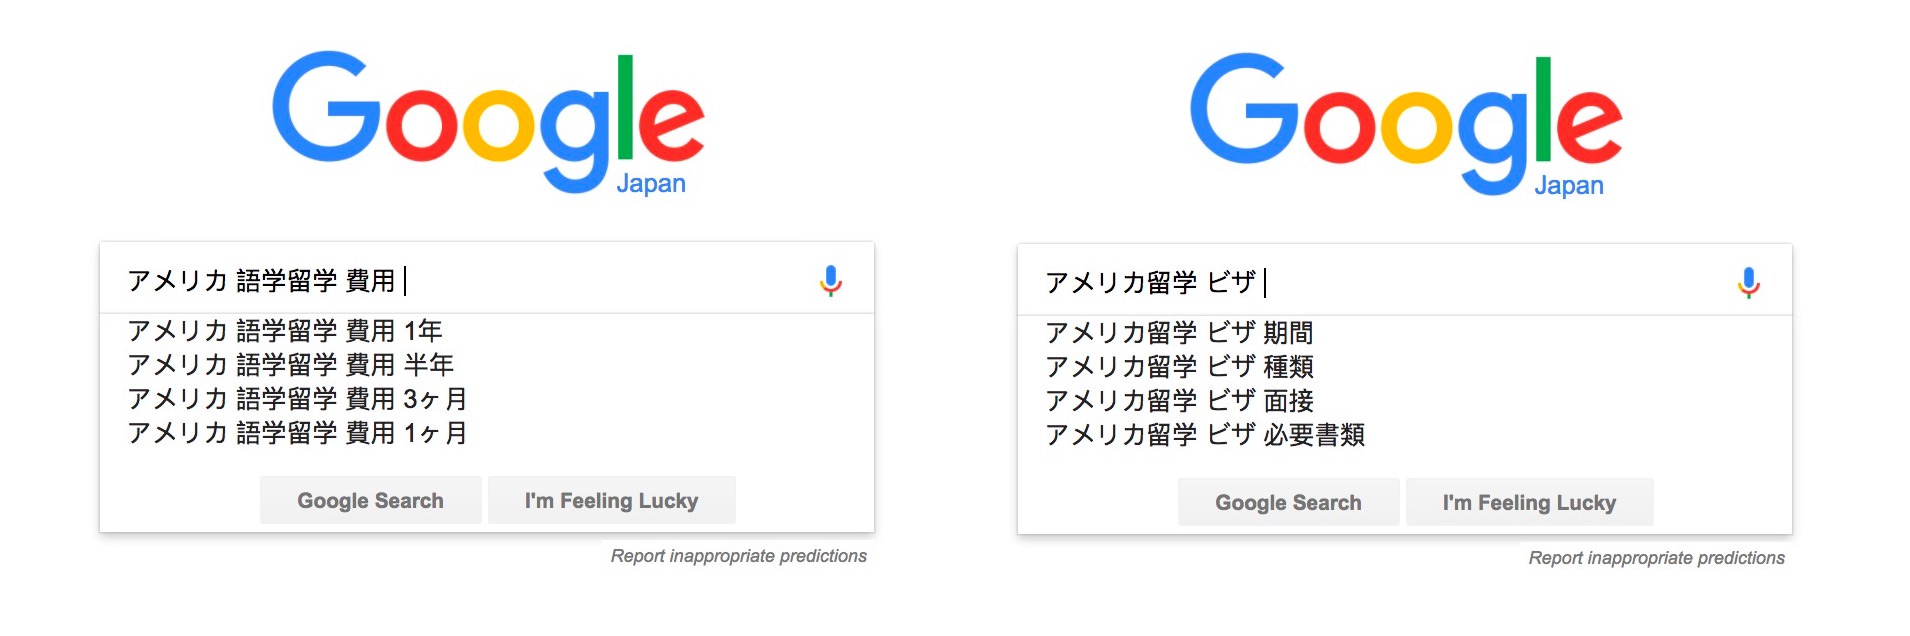 Google
Japan
アメリカ 語学留学 費用
アメリカ 語学留学 費用 1年
アメリカ 語学留学 費用 半年
アメリカ 語学留学 費用 3ヶ月
アメリカ 語学留学 費用 1ヶ月
Google Search
I'm Feeling Lucky
Report inappropriate predictions
Google
Japan
アメリカ留学 ビザ
アメリカ留学 ビザ 期間
アメリカ留学 ビザ 種類
アメリカ留学 ビザ 面接
アメリカ留学 ビザ 必要書類
Google Search
I'm Feeling Lucky
Report inappropriate predictions